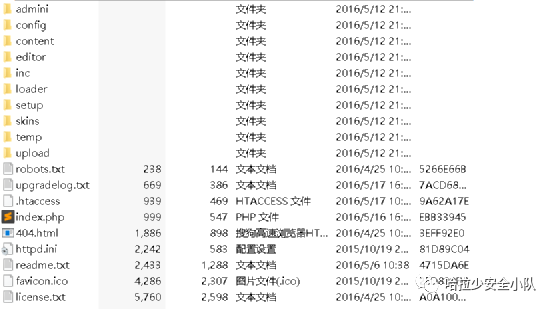 admini 文件夹 2016/5/12 21:...
config 文件夹 2016/5/12 21:...
content 文件夹 2016/5/12 21:...
editor 文件夹 2016/5/12 21:...
inc 文件夹 2016/5/12 21:...
loader 文件夹 2016/5/12 21:...
setup 文件夹 2016/5/12 21:...
skins 文件夹 2016/5/12 21:...
temp 文件夹 2016/5/12 21:...
upload 文件夹 2016/5/12 21:...
robots.txt 238 144 文本文档 2016/4/25 10:... 5266E66B
upgradelog.txt 669 386 文本文档 2016/5/17 16:... 7ACD68...
.htaccess 939 469 HTACCESS 文件 2016/5/17 10:... 9A62A17E
index.php 999 547 PHP 文件 2016/5/16 16:... EBB33945
404.html 1,886 898 搜狗高速浏览器HT... 2016/4/25 10:... 3EFF92E0
httpd.ini 2,242 583 配置设置 2015/10/19 2... 81D89C04
readme.txt 2,433 1,288 文本文档 2016/5/6 10:38 4715DA6E
favicon.ico 4,286 2,307 图片文件(.ico) 2015/10/19 2...
license.txt 5,760 2,598 文本文档 2016/4/25 10:... A0A100...
哈拉少安全小队